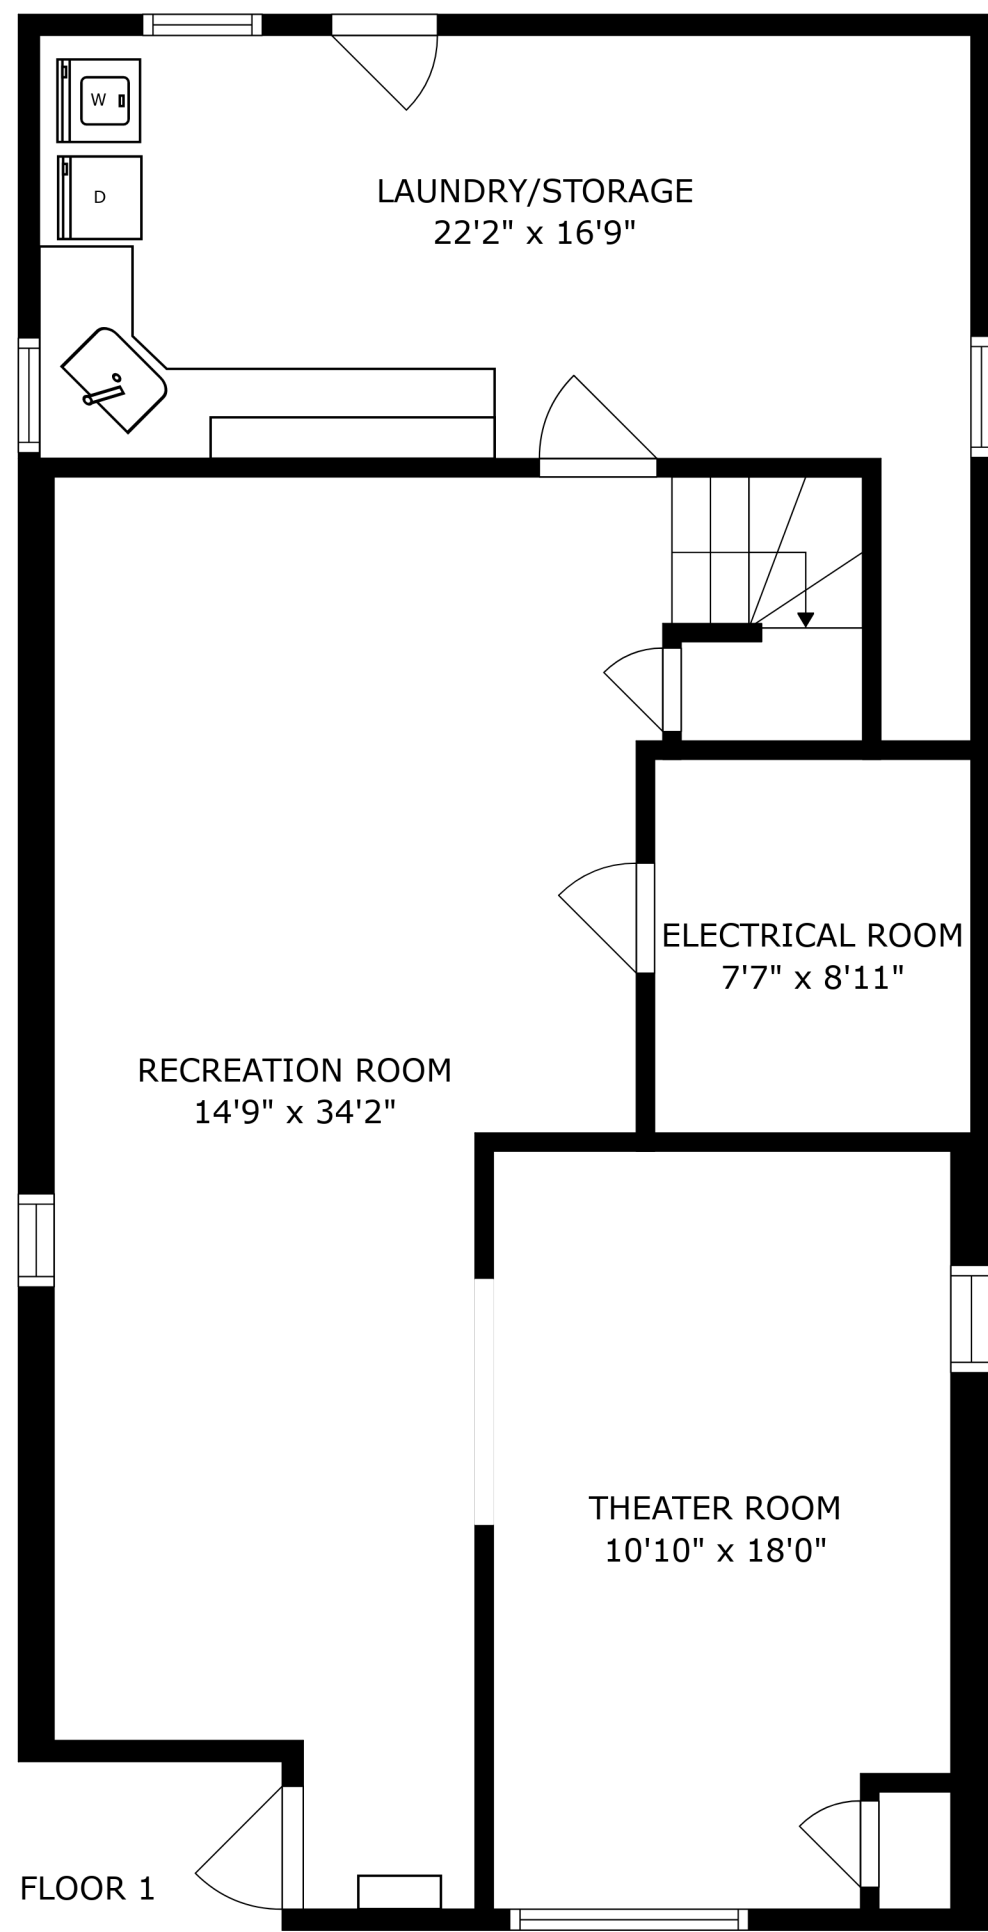 W
D
LAUNDRY/STORAGE
22'2" x 16'9"
ELECTRICAL ROOM
7'7" x 8'11"
RECREATION ROOM
14'9" x 34'2"
THEATER ROOM
10'10" x 18'0"
FLOOR 1